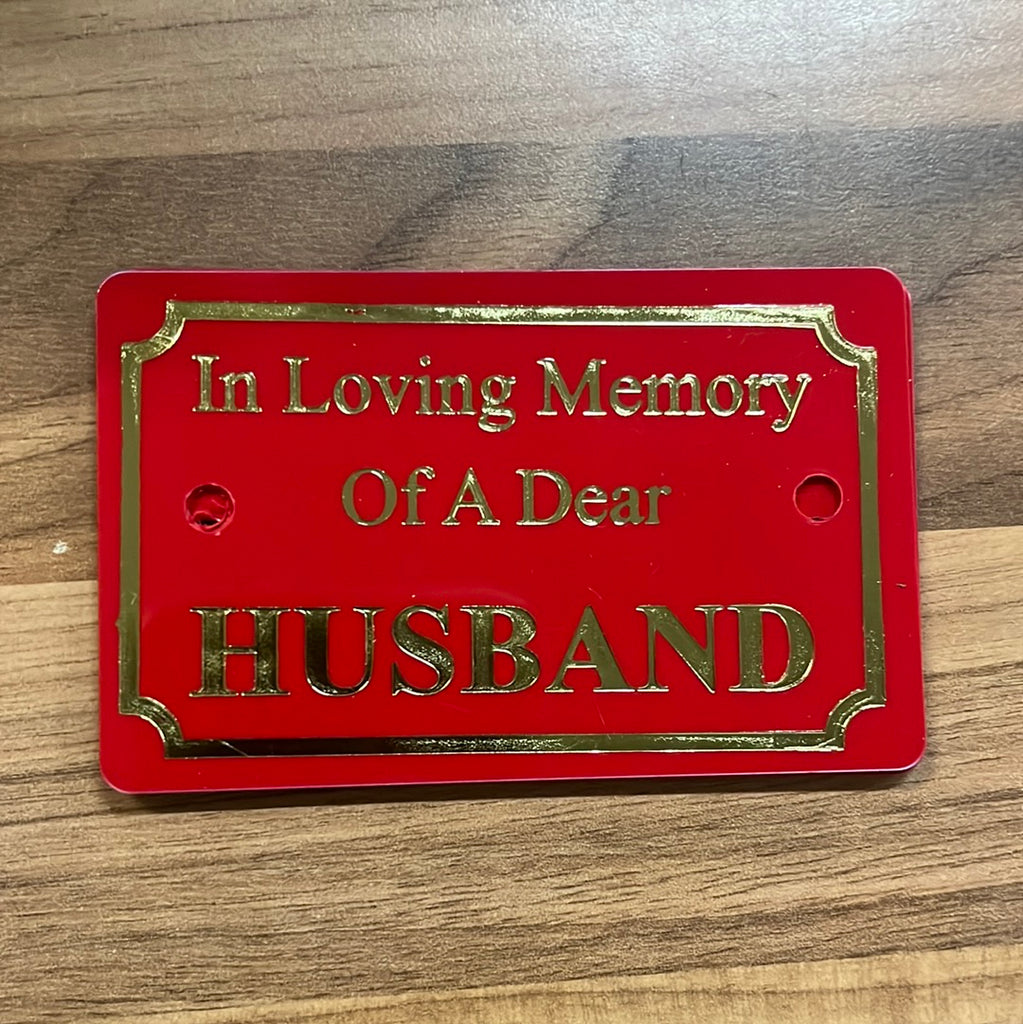 In Loving Memory
Of A Dear
HUSBAND